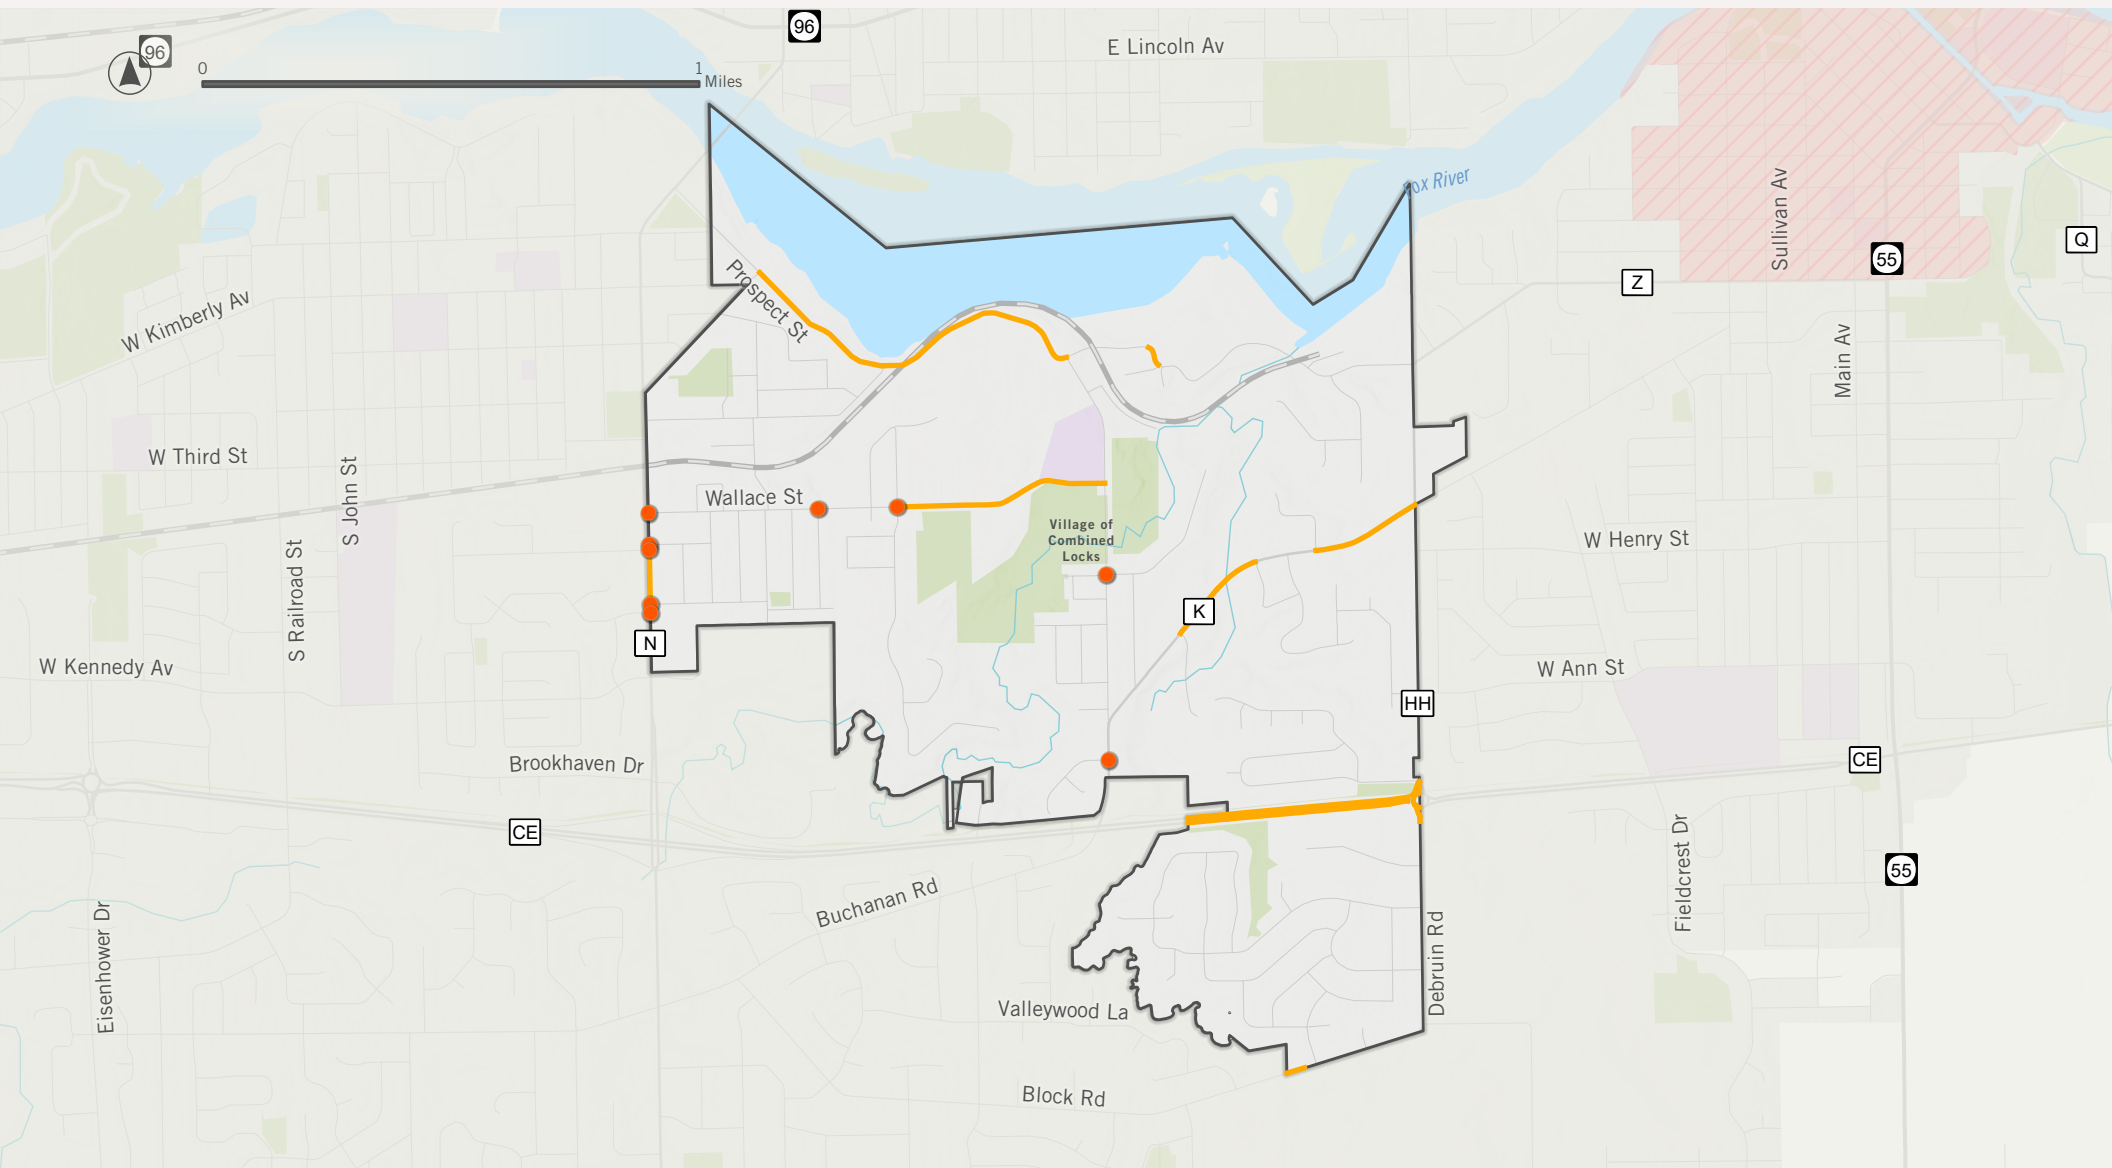 96
E Lincoln Av
96
0
1
Miles
ox River
Sullivan Av
Q
55
Z
Prospect St
W Kimberly Av
Main Av
W Third St
S John St
Wallace St
Village of
Combined
Locks
W Henry St
S Railroad St
K
N
W Kennedy Av
W Ann St
HH
Brookhaven Dr
CE
CE
Fieldcrest Dr
55
Buchanan Rd
Eisenhower Dr
Debruin Rd
Valleywood La
Block Rd